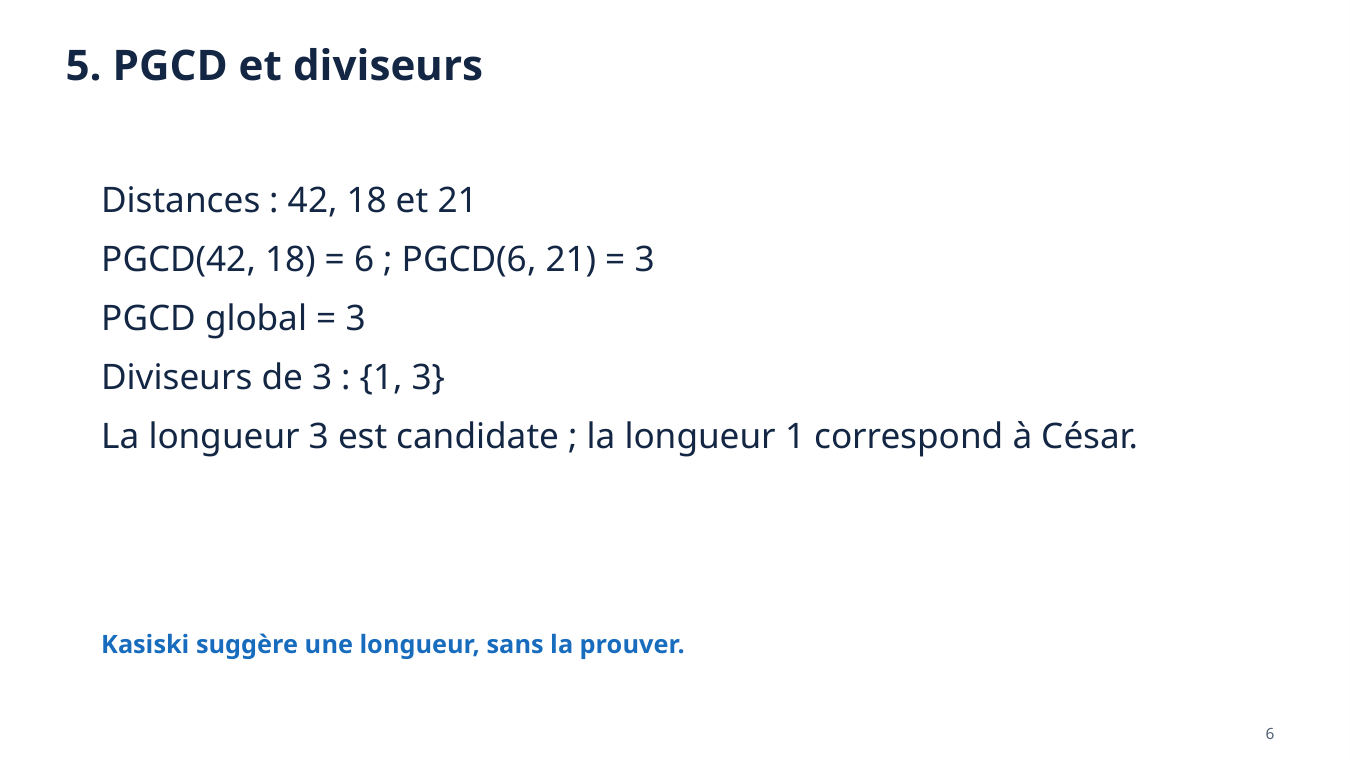 5. PGCD et diviseurs
Distances : 42, 18 et 21
PGCD(42, 18) = 6 ; PGCD(6, 21) = 3
PGCD global = 3
Diviseurs de 3 : {1, 3}
La longueur 3 est candidate ; la longueur 1 correspond à César.
Kasiski suggère une longueur, sans la prouver.
6